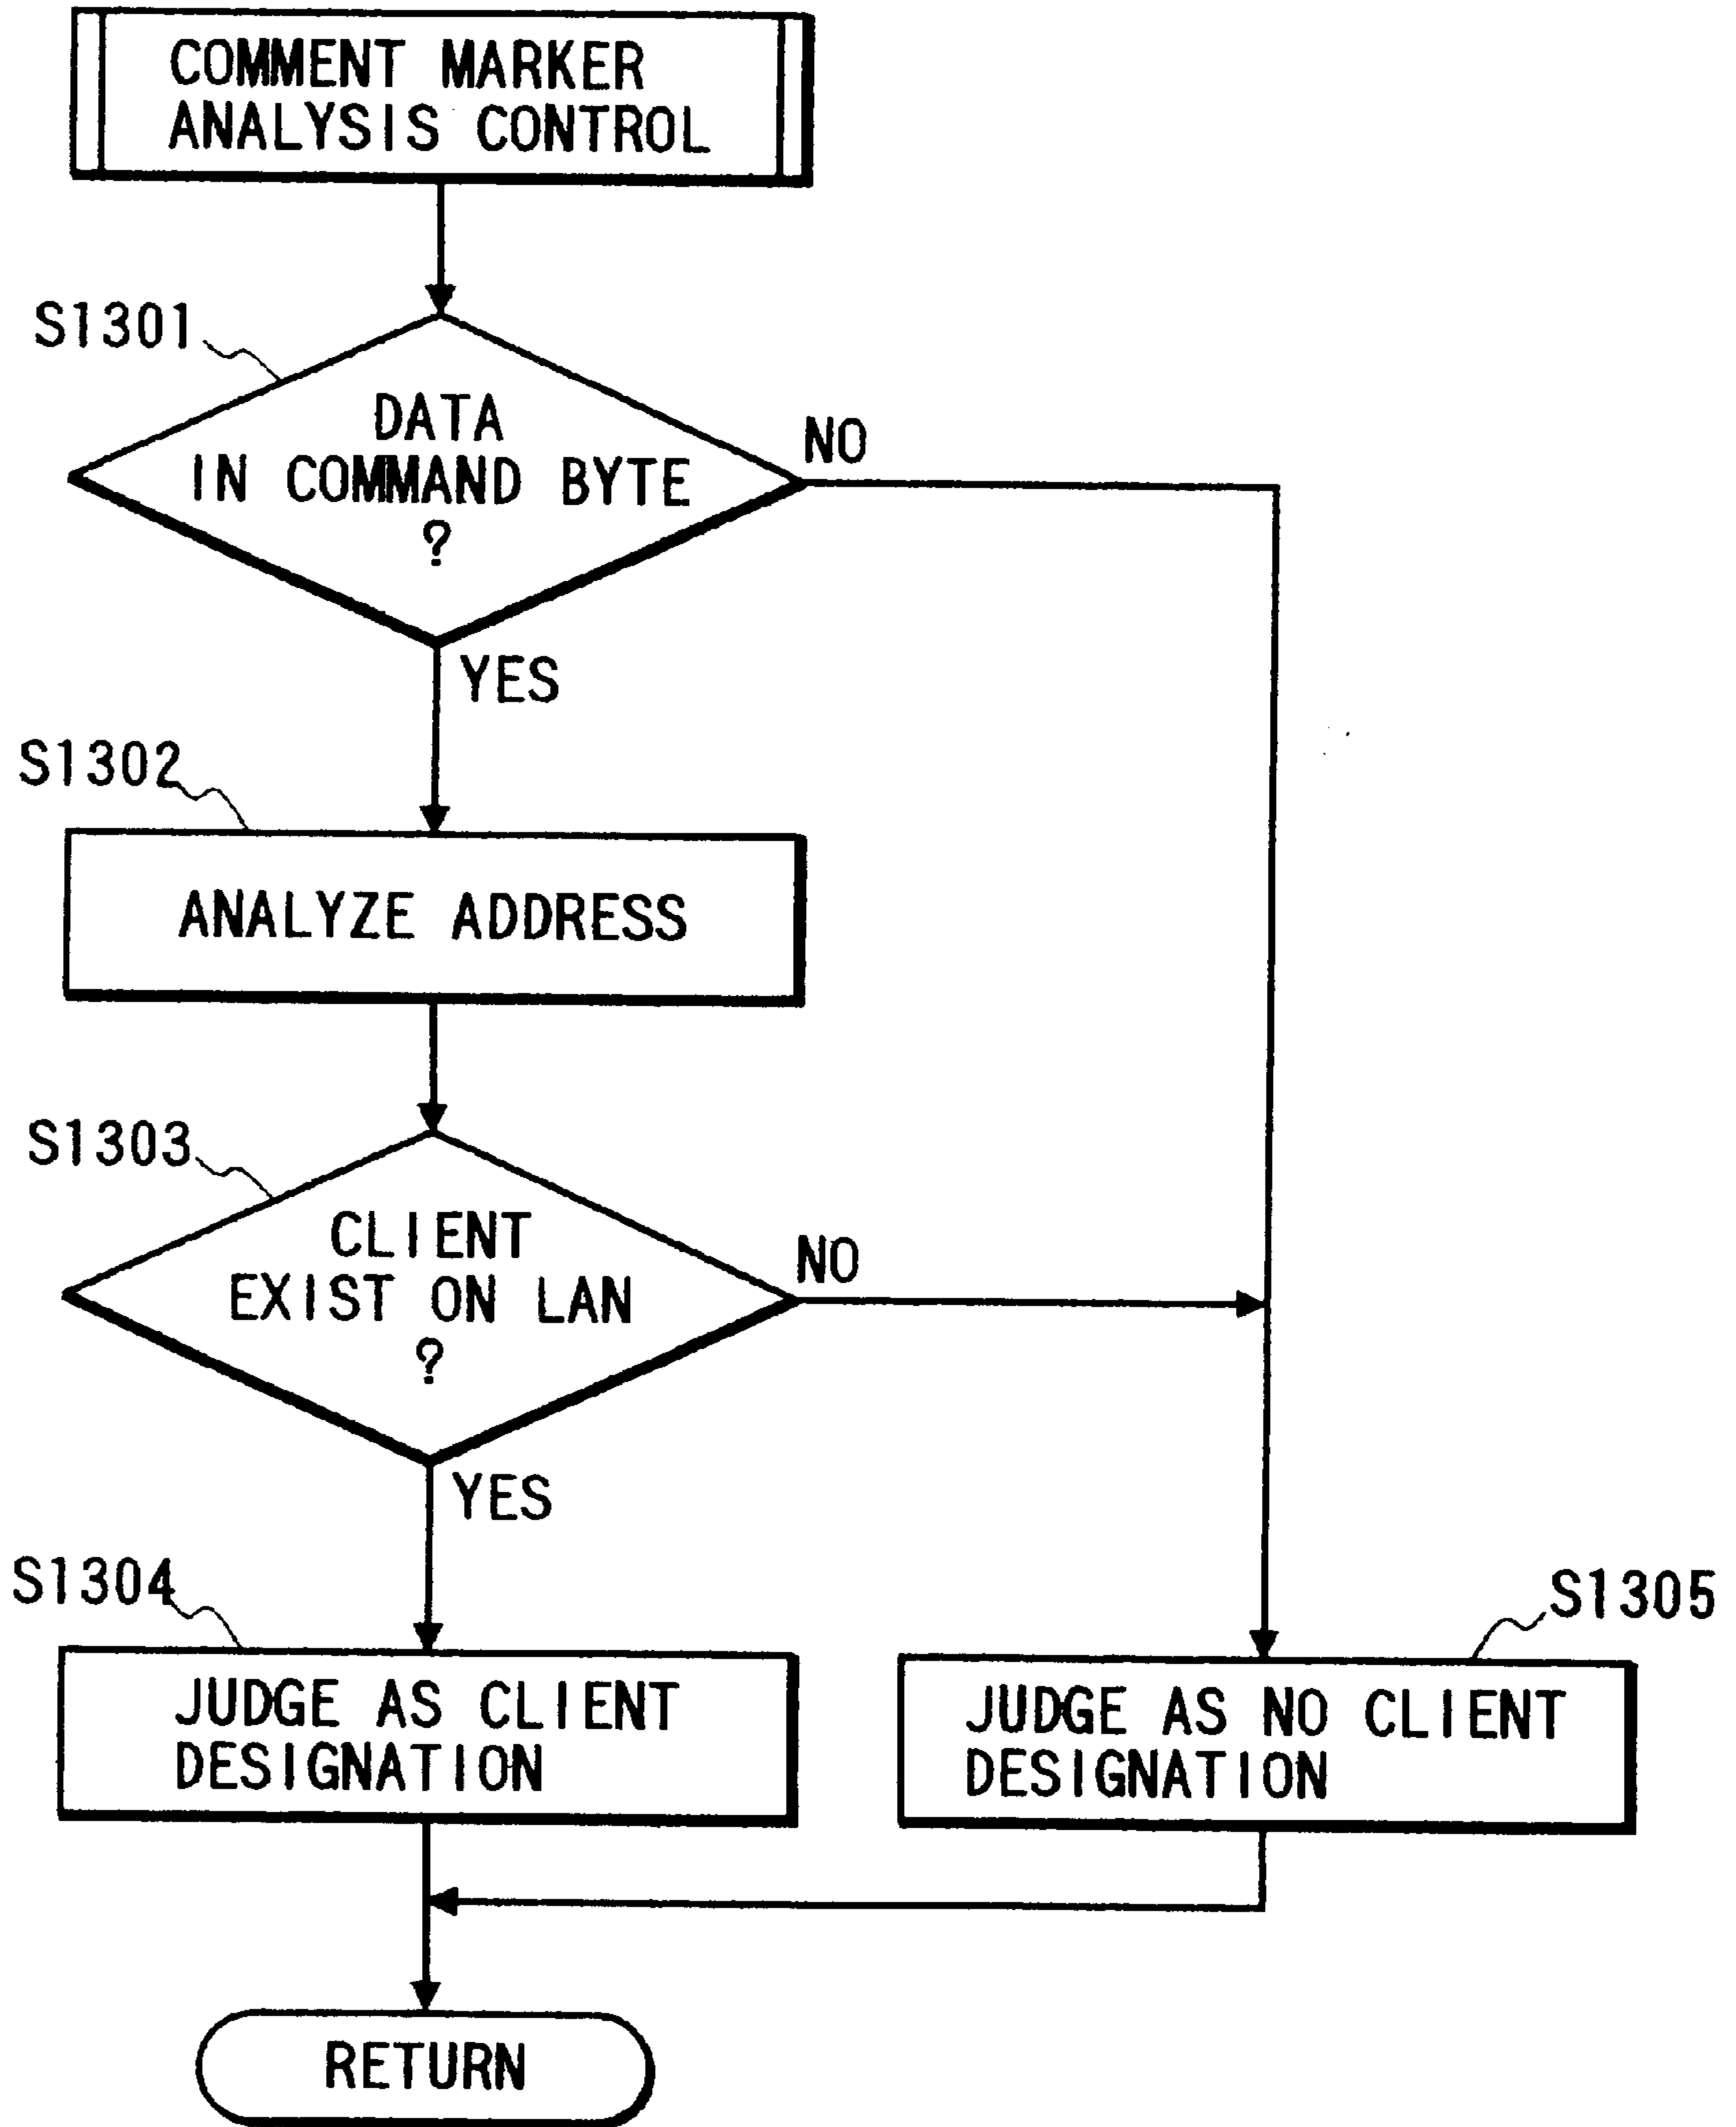 COMMENT MARKER
ANALYSIS CONTROL
S1301
DATA
IN COMMAND BYTE
?
NO
YES
S1302
ANALYZE ADDRESS
S1303
CLIENT
EXIST ON LAN
?
NO
YES
S1304
JUDGE AS CLIENT
DESIGNATION
S1305
JUDGE AS NO CLIENT
DESIGNATION
RETURN